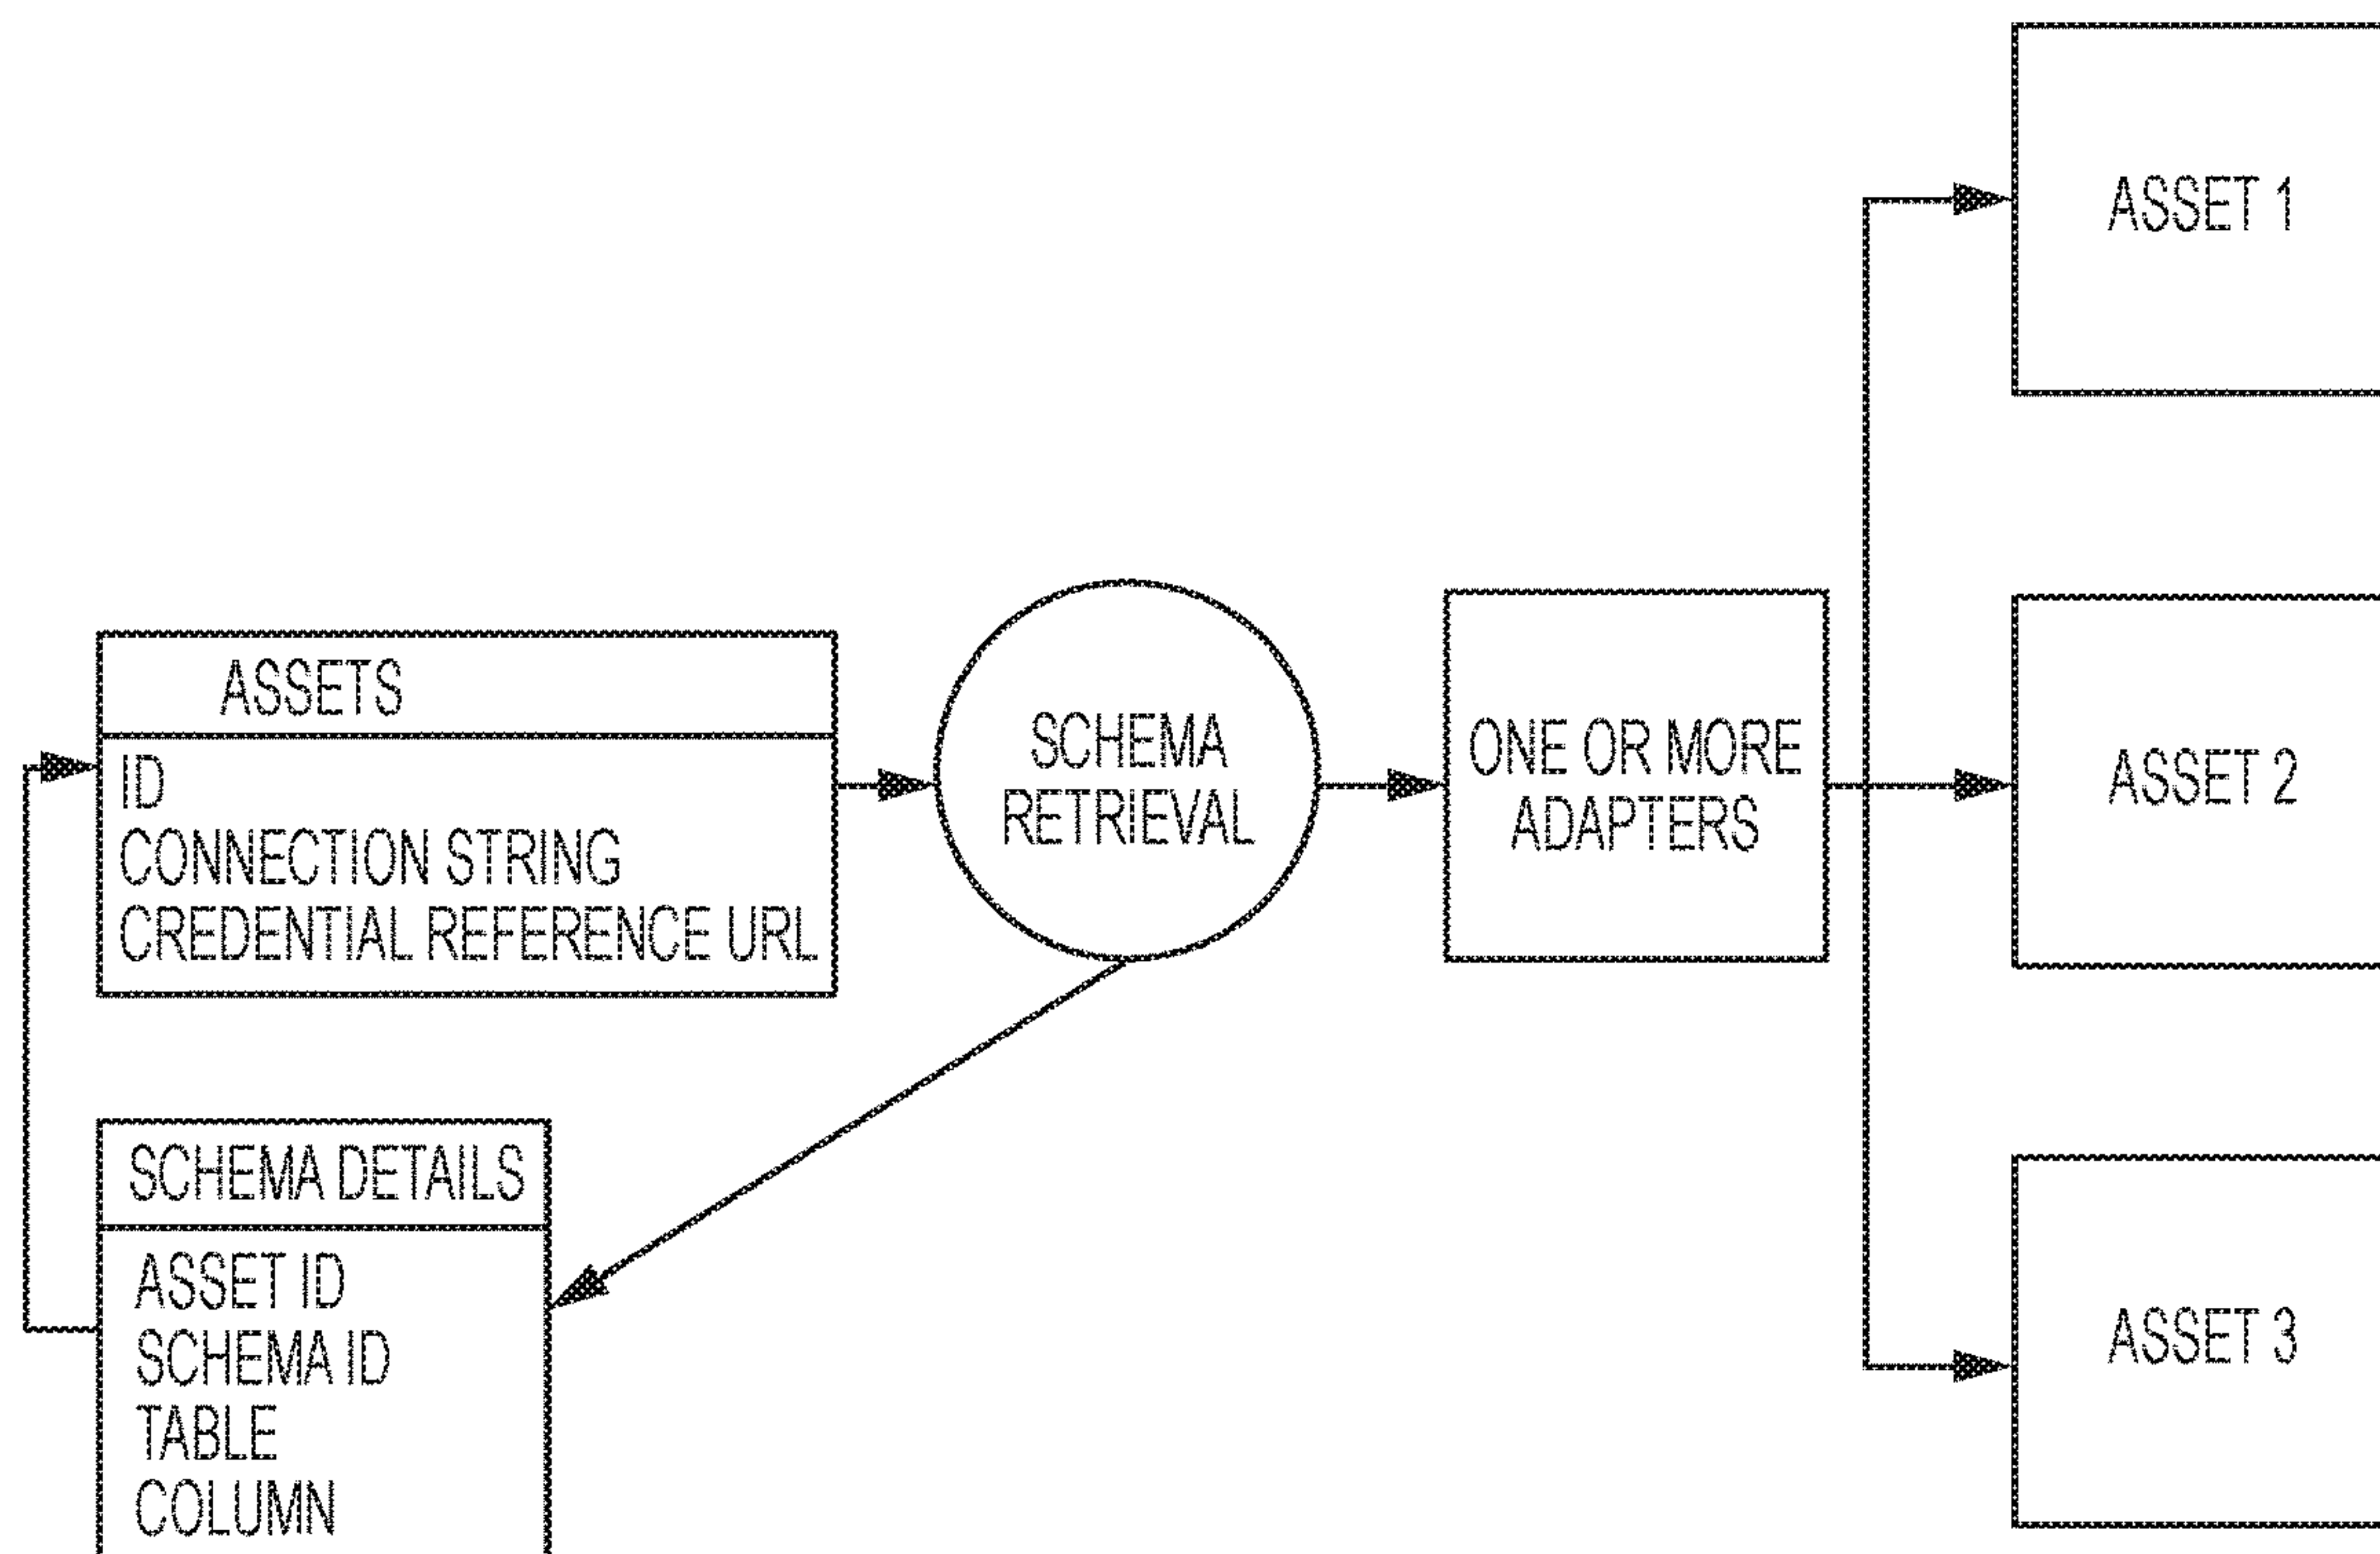 ASSETS
ID
CONNECTION STRING
CREDENTIAL REFERENCE URL
SCHEMA DETAILS
ASSET ID
SCHEMA ID
TABLE
COLUMN
SCHEMA
RETRIEVAL
ONE OR MORE
ADAPTERS
ASSET 1
ASSET 2
ASSET 3